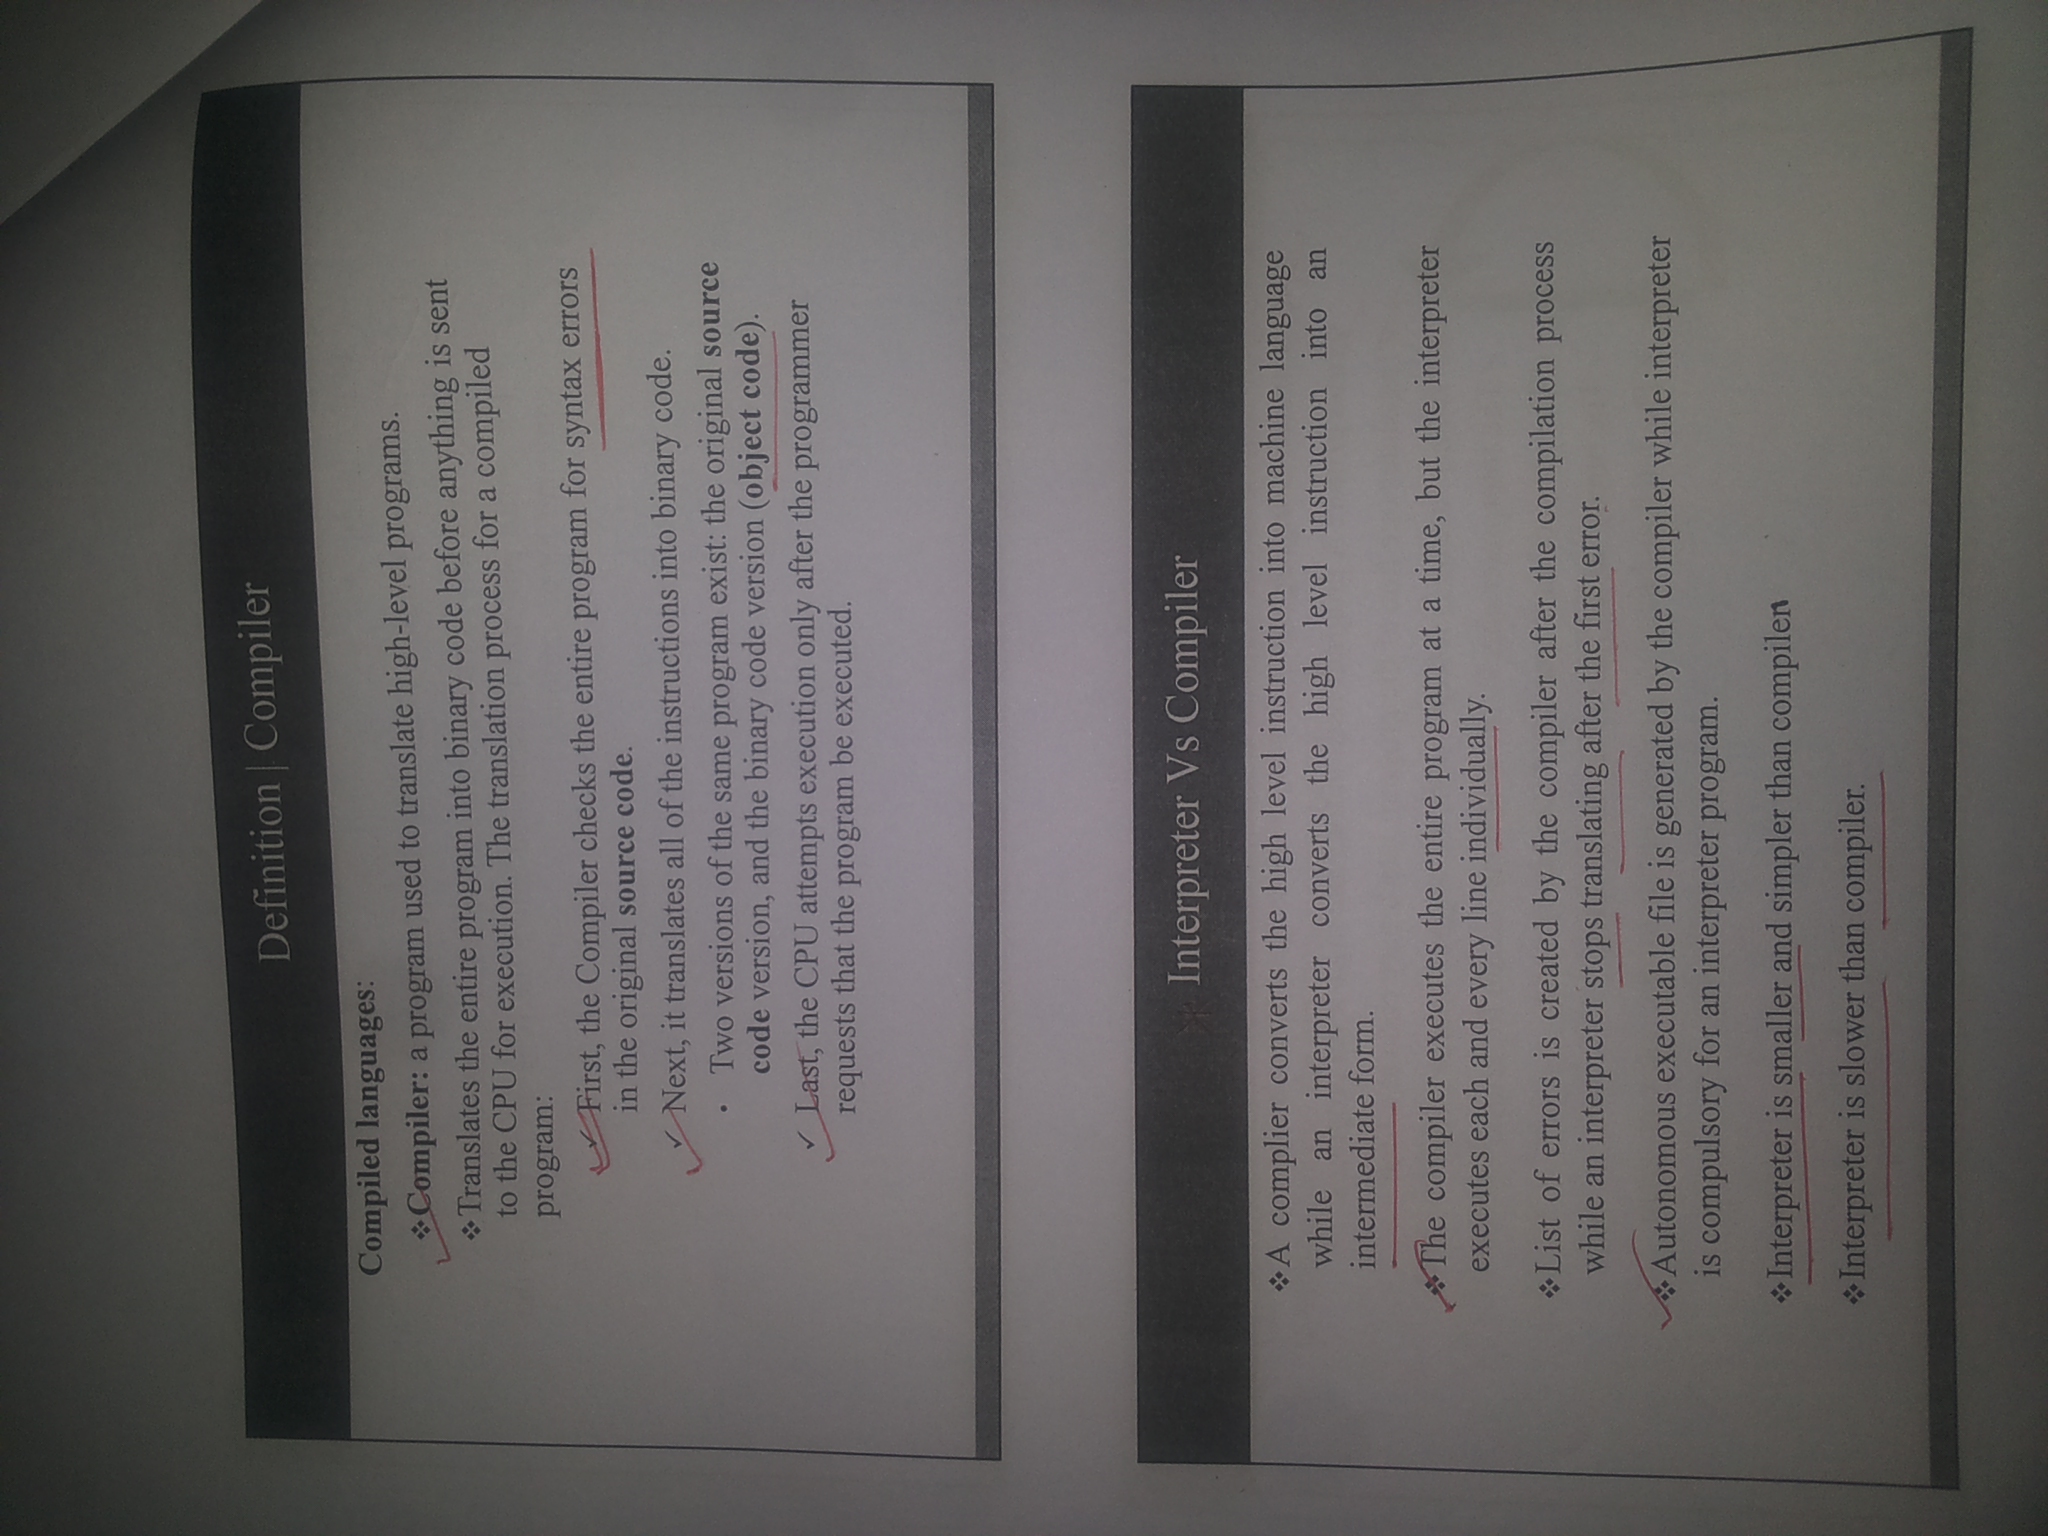 Definition | Compiler
Compiled languages:
❖Compiler: a program used to translate high-level programs.
❖Translates the entire program into binary code before anything is sent
to the CPU for execution. The translation process for a compiled
program:
✓ First, the Compiler checks the entire program for syntax errors
in the original source code.
✓ Next, it translates all of the instructions into binary code.
• Two versions of the same program exist: the original source
code version, and the binary code version (object code).
✓ Last, the CPU attempts execution only after the programmer
requests that the program be executed.
Interpreter Vs Compiler
❖A complier converts the high level instruction into machine language
while an interpreter converts the high level instruction into an
intermediate form.
❖The compiler executes the entire program at a time, but the interpreter
executes each and every line individually.
❖List of errors is created by the compiler after the compilation process
while an interpreter stops translating after the first error.
❖Autonomous executable file is generated by the compiler while interpreter
is compulsory for an interpreter program.
❖Interpreter is smaller and simpler than compiler
❖Interpreter is slower than compiler.